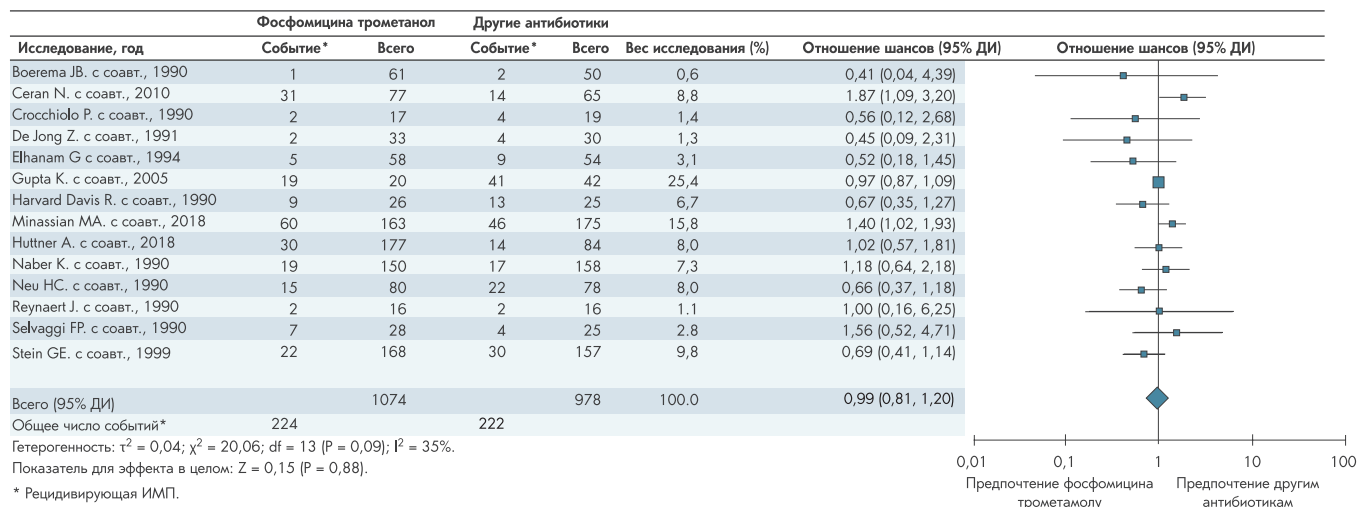 Фосфомицина трометанол Другие антибиотики
Исследование, год Событие* Всего Событие* Всего Вес исследования (%) Отношение шансов (95% ДИ) Отношение шансов (95% ДИ)
Boerema JB. с соавт., 1990 1 61 2 50 0,6 0,41 (0,04, 4,39)
Ceran N. с соавт., 2010 31 77 14 65 8,8 1.87 (1,09, 3,20)
Crocchiolo P. с соавт., 1990 2 17 4 19 1,4 0,56 (0,12, 2,68)
De Jong Z. с соавт., 1991 2 33 4 30 1,3 0,45 (0,09, 2,31)
Elhanam G с соавт., 1994 5 58 9 54 3,1 0,52 (0,18, 1,45)
Gupta K. с соавт., 2005 19 20 41 42 25,4 0,97 (0,87, 1,09)
Harvard Davis R. с соавт., 1990 9 26 13 25 6,7 0,67 (0,35, 1,27)
Minassian MA. с соавт., 2018 60 163 46 175 15,8 1,40 (1,02, 1,93)
Huttner A. с соавт., 2018 30 177 14 84 8,0 1,02 (0,57, 1,81)
Naber K. с соавт., 1990 19 150 17 158 7,3 1,18 (0,64, 2,18)
Neu HC. с соавт., 1990 15 80 22 78 8,0 0,66 (0,37, 1,18)
Reynaert J. с соавт., 1990 2 16 2 16 1.1 1,00 (0,16, 6,25)
Selvaggi FP. с соавт., 1990 7 28 4 25 2.8 1,56 (0,52, 4,71)
Stein GE. с соавт., 1999 22 168 30 157 9,8 0,69 (0,41, 1,14)
Всего (95% ДИ) 1074 978 100.0 0,99 (0,81, 1,20)
Общее число событий* 224 222
Гетерогенность: τ² = 0,04; χ² = 20,06; df = 13 (P = 0,09); I² = 35%.
Показатель для эффекта в целом: Z = 0,15 (P = 0,88).
* Рецидивирующая ИМП.
0,01 0,1 1 10 100
Предпочтение фосфомицина Предпочтение другим
трометамолу антибиотикам